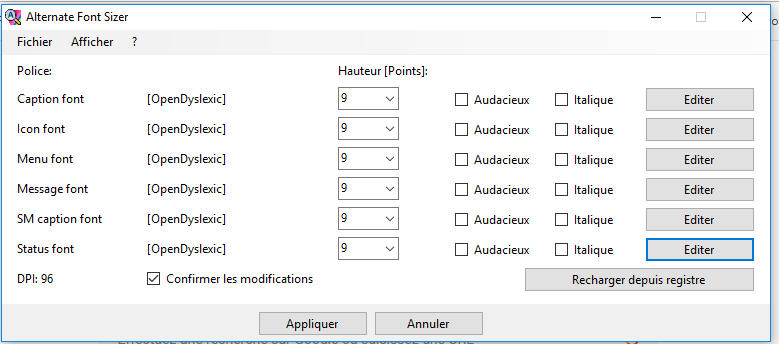 Alternate Font Sizer
Fichier Afficher ?
Police: Hauteur [Points]:
Caption font [OpenDyslexic] 9 Audacieux Italique Editer
Icon font [OpenDyslexic] 9 Audacieux Italique Editer
Menu font [OpenDyslexic] 9 Audacieux Italique Editer
Message font [OpenDyslexic] 9 Audacieux Italique Editer
SM caption font [OpenDyslexic] 9 Audacieux Italique Editer
Status font [OpenDyslexic] 9 Audacieux Italique Editer
DPI: 96 Confirmer les modifications Recharger depuis registre
Appliquer Annuler